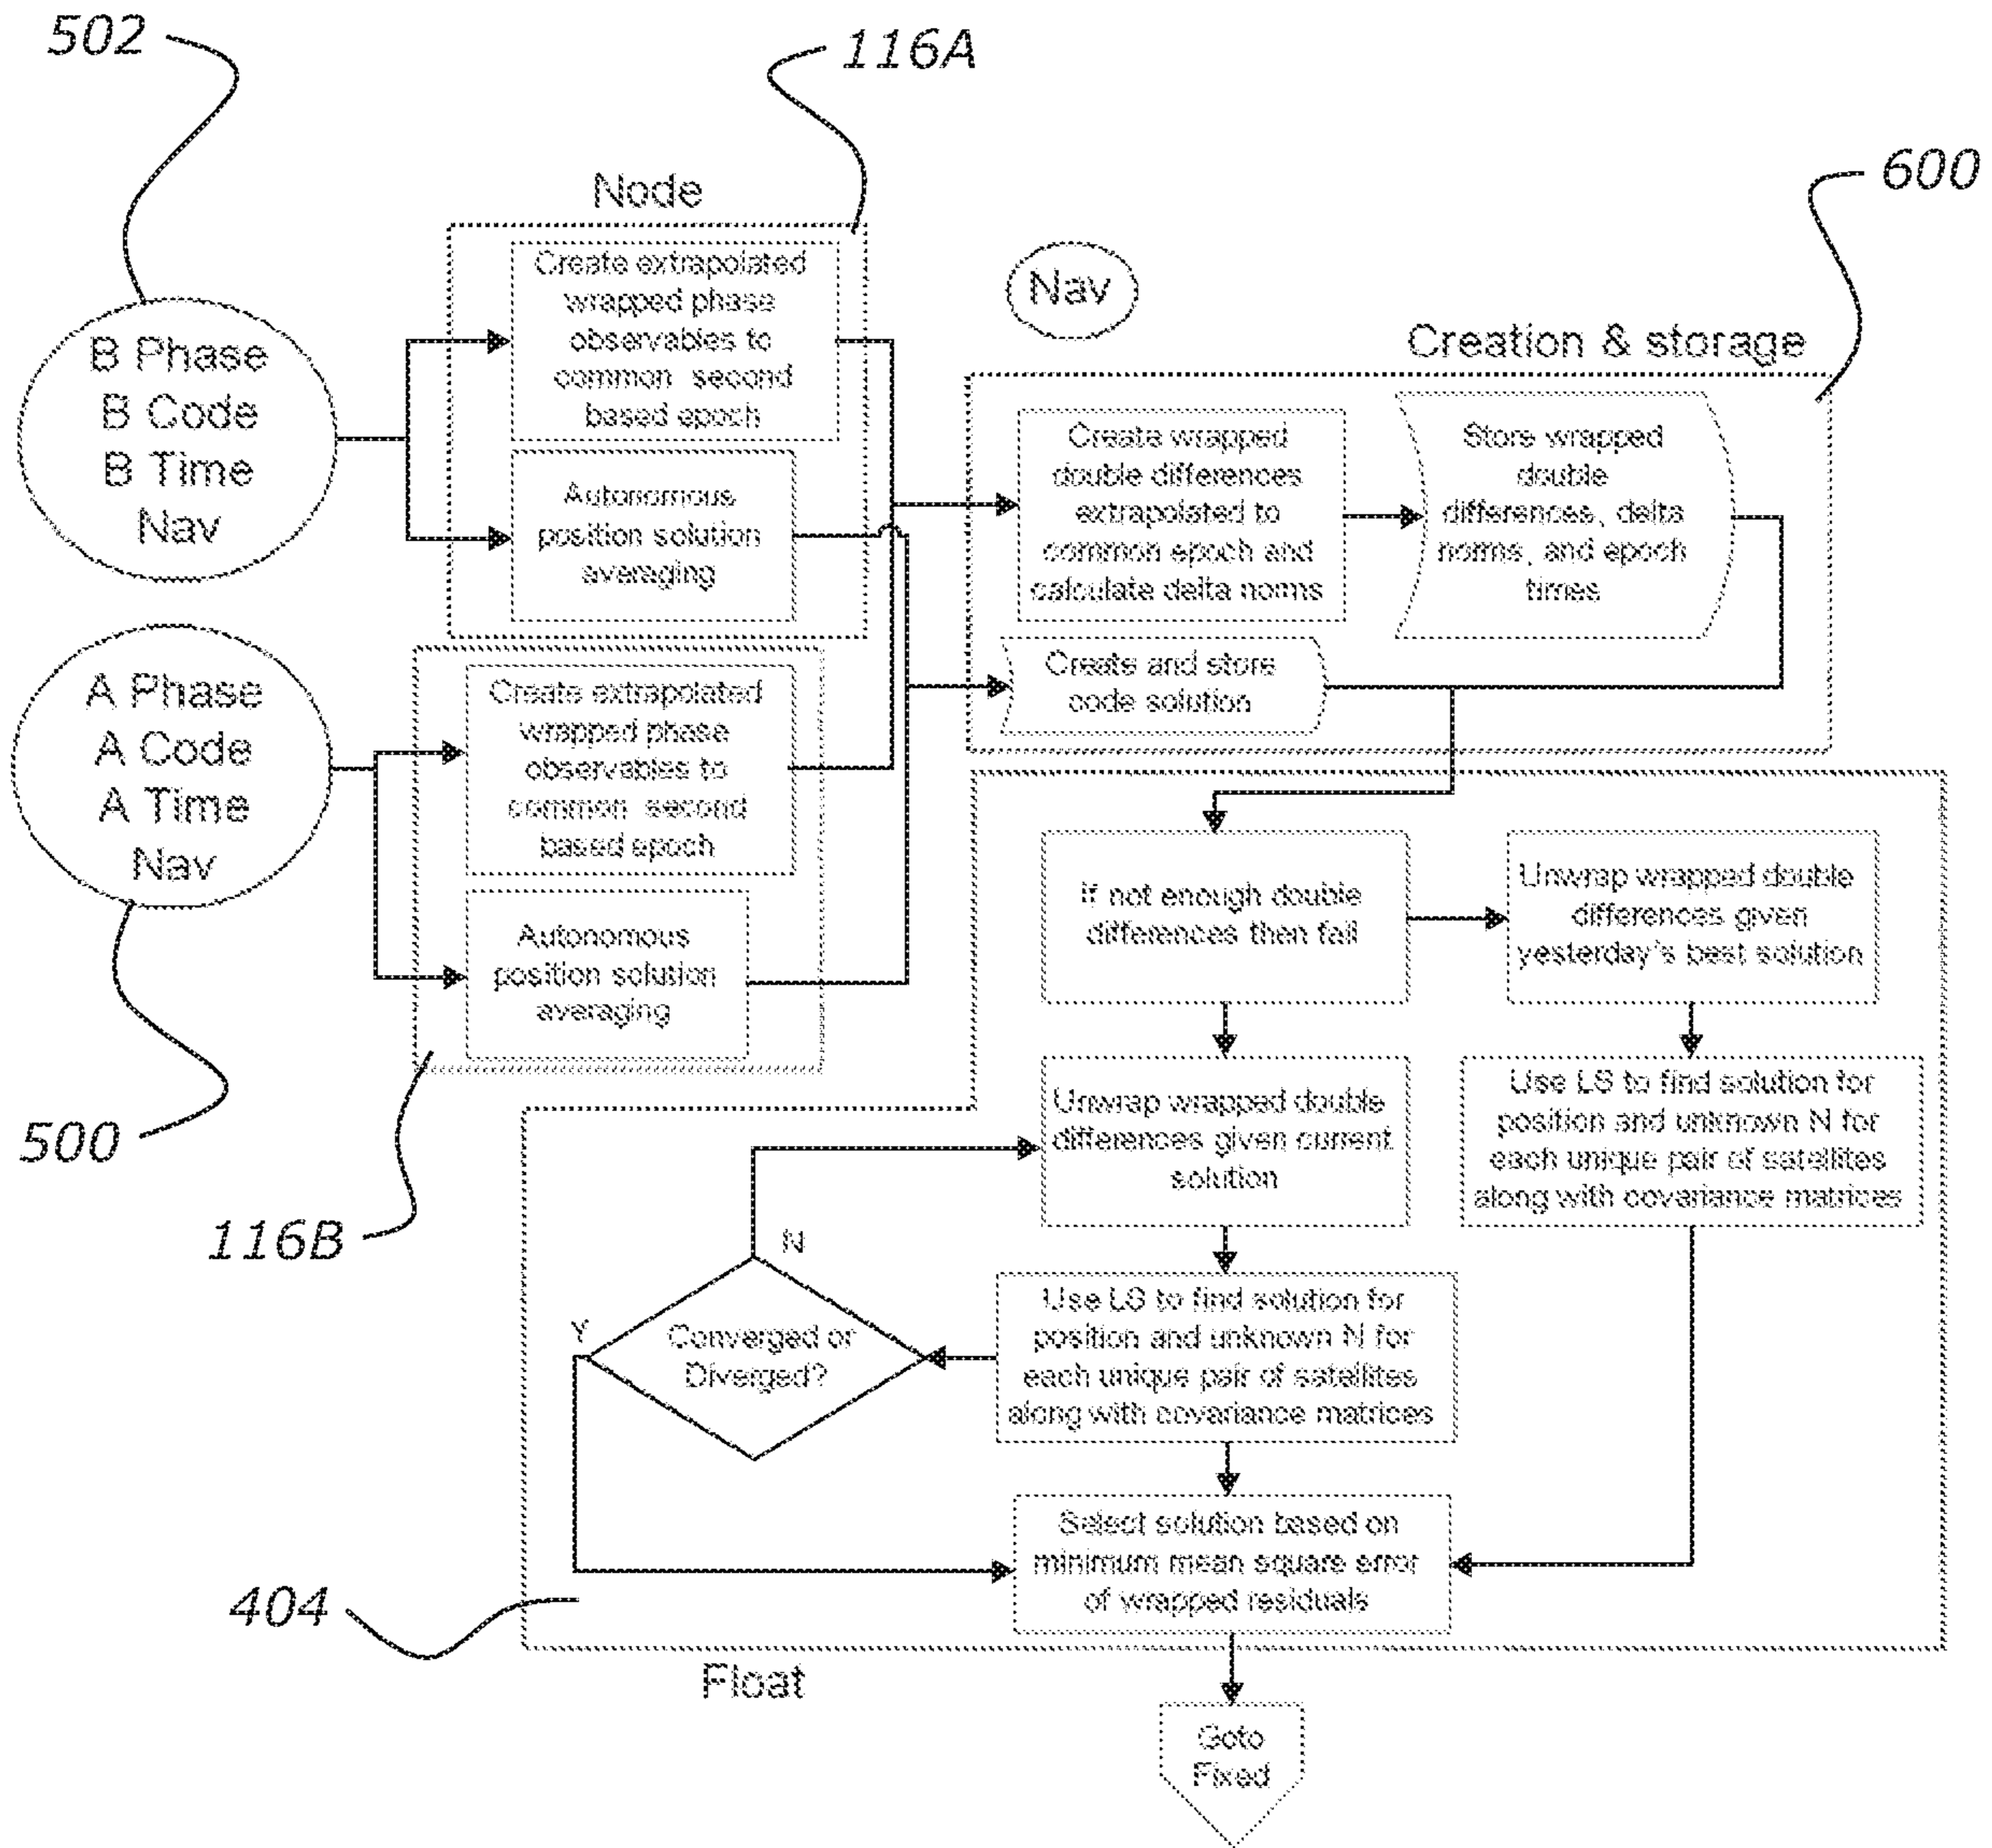 502
116A
600
Node
B Phase
B Code
B Time
Nav
Create extrapolated
wrapped phase
observables to
common second
based epoch
Autonomous
position solution
averaging
Nav
Creation & storage
Create wrapped
double differences
extrapolated to
common epoch and
calculate delta norms
Store wrapped
double
differences, delta
norms, and epoch
times
Create and store
code solution
A Phase
A Code
A Time
Nav
Create extrapolated
wrapped phase
observables to
common second
based epoch
Autonomous
position solution
averaging
500
116B
If not enough double
differences then fail
Unwrap wrapped double
differences given
yesterday's best solution
Unwrap wrapped double
differences given current
solution
Use LS to find solution for
position and unknown N for
each unique pair of satellites
along with covariance matrices
N
Y
Converged or
Diverged?
Use LS to find solution for
position and unknown N for
each unique pair of satellites
along with covariance matrices
Select solution based on
minimum mean square error
of wrapped residuals
404
Float
Goto
Fixed